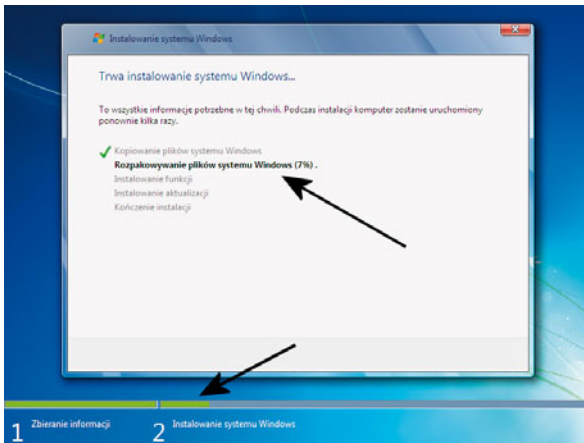 Instalowanie systemu Windows
Trwa instalowanie systemu Windows...
To wszystkie informacje potrzebne w tej chwili. Podczas instalacji komputer zostanie uruchomiony
ponownie kilka razy.
Kopiowanie plików systemu Windows
Rozpakowywanie plików systemu Windows (7%) .
Instalowanie funkcji
Instalowanie aktualizacji
Kończenie instalacji
1 Zbieranie informacji
2 Instalowanie systemu Windows